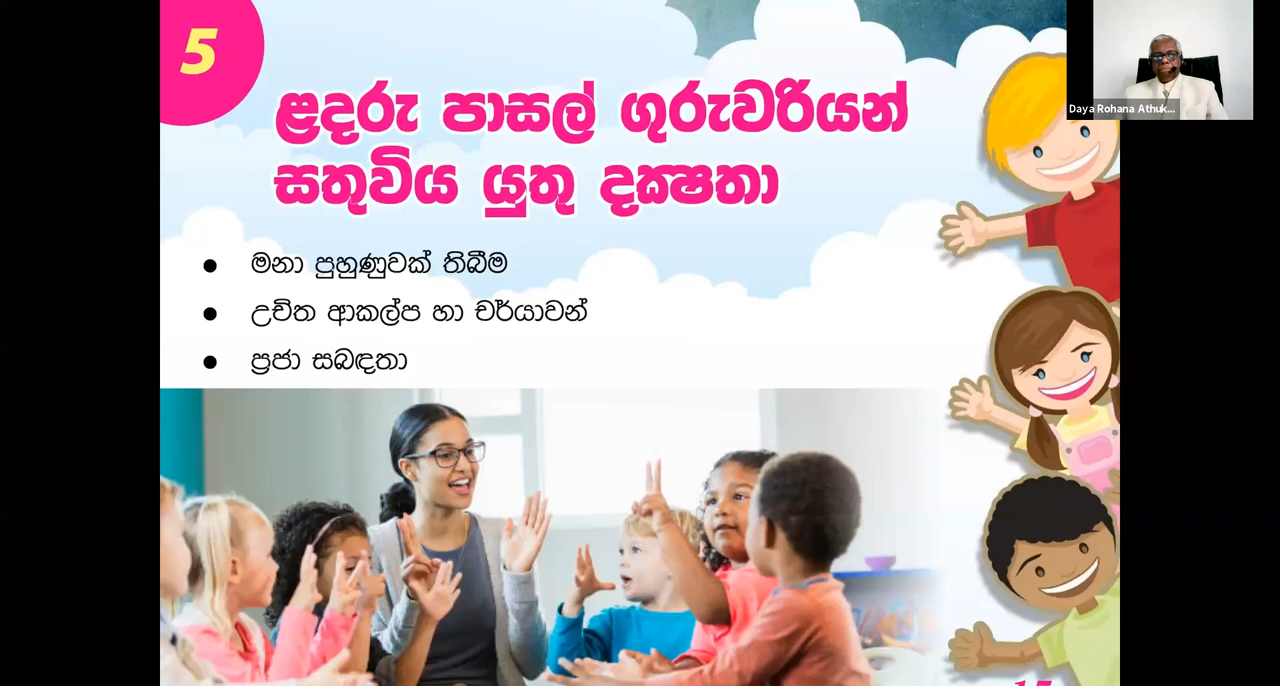 5
ළදරු පාසල් ගුරුවරියන්
සතුවිය යුතු දක්‍ෂතා
● මනා පුහුණුවක් තිබීම
● උචිත ආකල්ප හා චර්යාවන්
● ප්‍රජා සබඳතා
Daya Rohana Athuk...